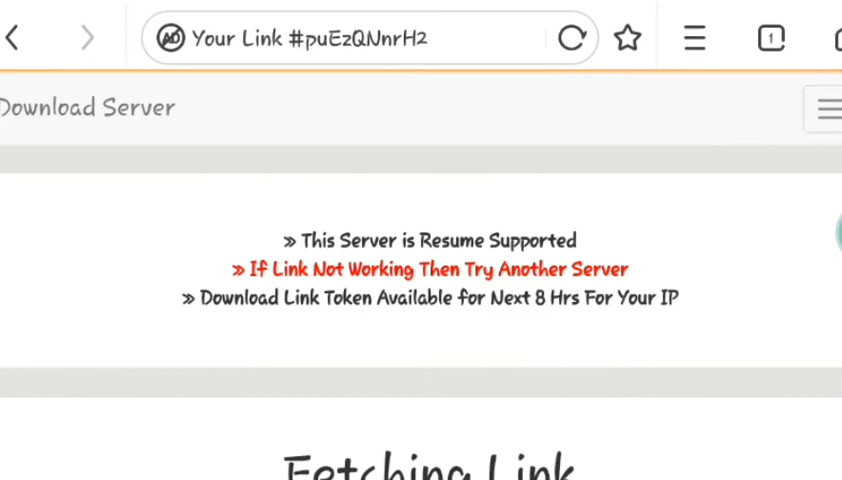 Your Link #puEzQNnrH2
1
Download Server
» This Server is Resume Supported
» If Link Not Working Then Try Another Server
» Download Link Token Available for Next 8 Hrs For Your IP
Fetching Link